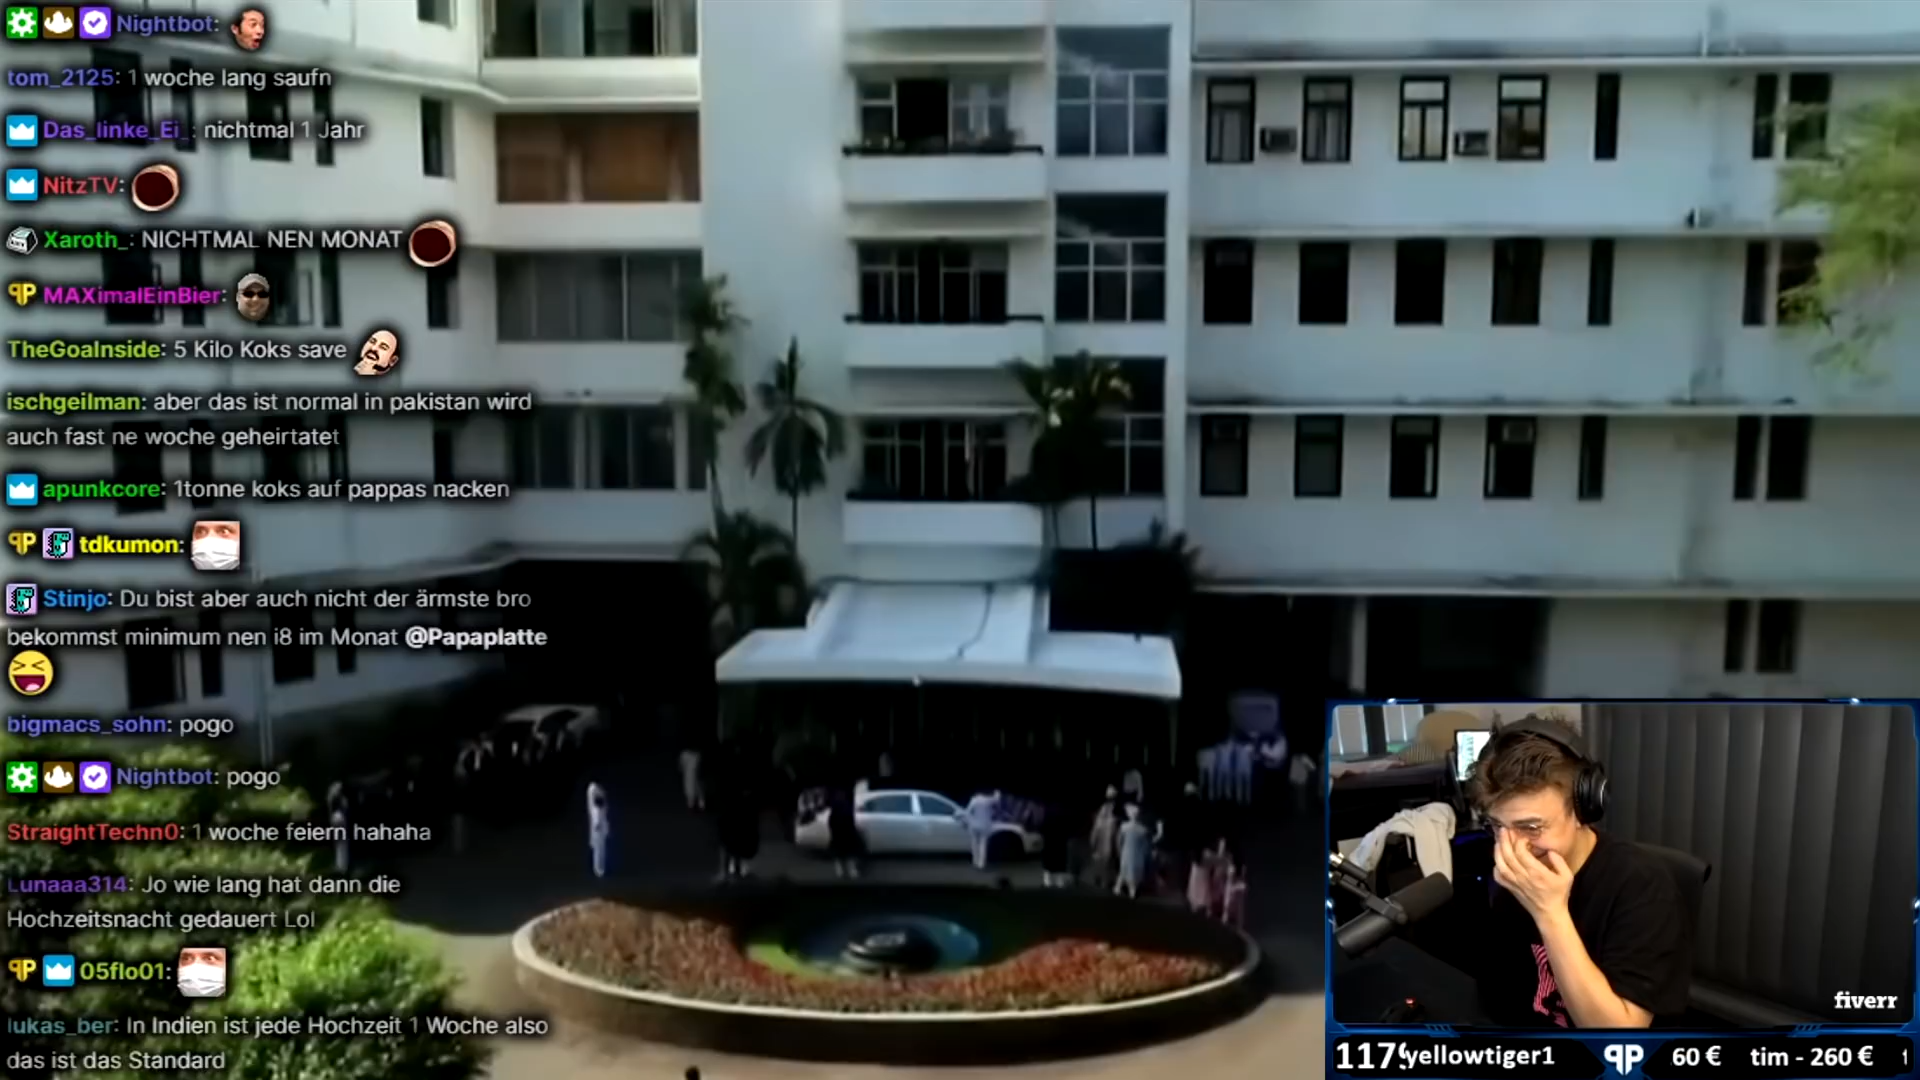 Nightbot:
tom_2125: 1 woche lang saufn
Das_linke_Ei_: nichtmal 1 Jahr
NitzTV:
Xaroth_: NICHTMAL NEN MONAT
MAXimalEinBier:
TheGoaInside: 5 Kilo Koks save
ischgeilman: aber das ist normal in pakistan wird
auch fast ne woche geheirtatet
apunkcore: 1tonne koks auf pappas nacken
tdkumon:
Stinjo: Du bist aber auch nicht der ärmste bro
bekommst minimum nen i8 im Monat @Papaplatte
bigmacs_sohn: pogo
Nightbot: pogo
StraightTechn0: 1 woche feiern hahaha
Lunaaa314: Jo wie lang hat dann die
Hochzeitsnacht gedauert Lol
05flo01:
lukas_ber: In Indien ist jede Hochzeit 1 Woche also
das ist das Standard
fiverr
117 yellowtiger1 PP 60 € tim - 260 €